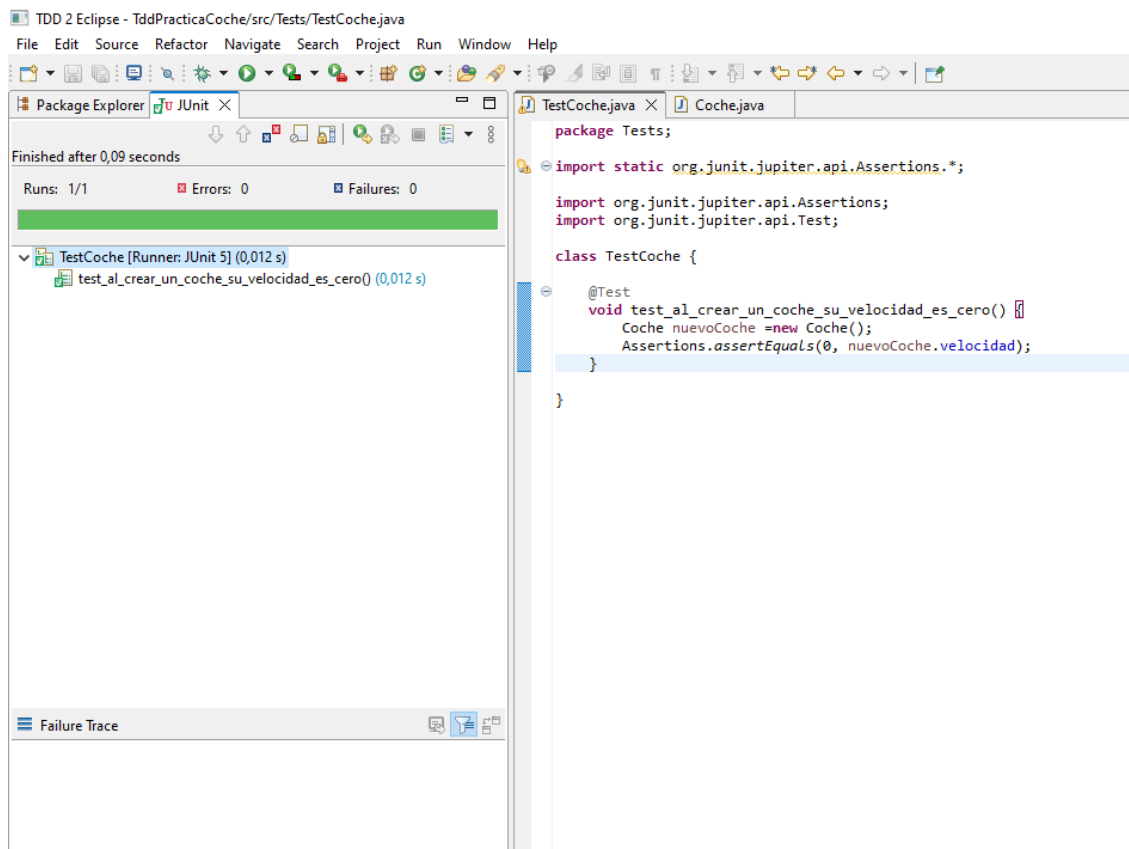 TDD 2 Eclipse - TddPracticaCoche/src/Tests/TestCoche.java
File Edit Source Refactor Navigate Search Project Run Window Help
Package Explorer JUnit
Finished after 0,09 seconds
Runs: 1/1 Errors: 0 Failures: 0
TestCoche [Runner: JUnit 5] (0,012 s)
test_al_crear_un_coche_su_velocidad_es_cero() (0,012 s)
Failure Trace
TestCoche.java Coche.java
package Tests;
import static org.junit.jupiter.api.Assertions.*;
import org.junit.jupiter.api.Assertions;
import org.junit.jupiter.api.Test;
class TestCoche {
@Test
void test_al_crear_un_coche_su_velocidad_es_cero() {
Coche nuevoCoche =new Coche();
Assertions.assertEquals(0, nuevoCoche.velocidad);
}
}